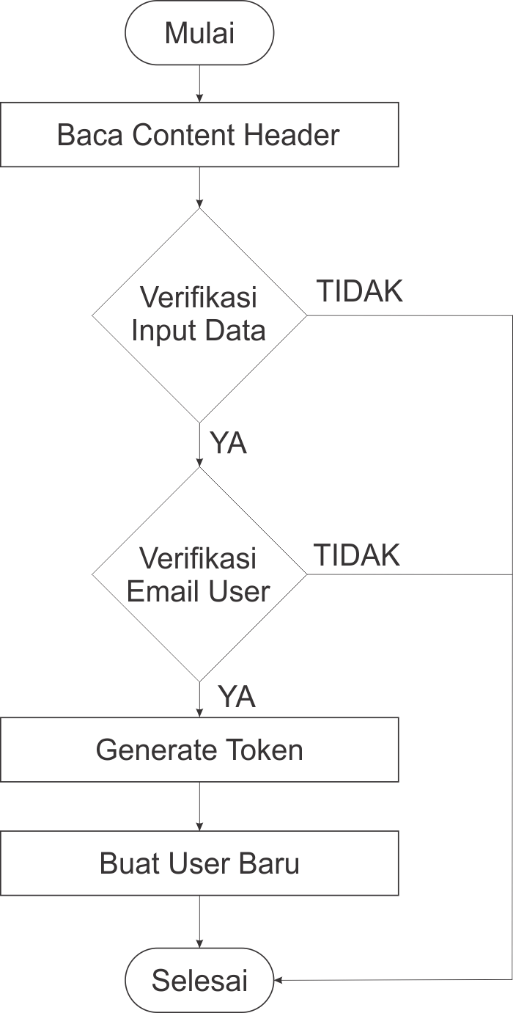 Mulai
Baca Content Header
Verifikasi
Input Data
TIDAK
YA
Verifikasi
Email User
TIDAK
YA
Generate Token
Buat User Baru
Selesai